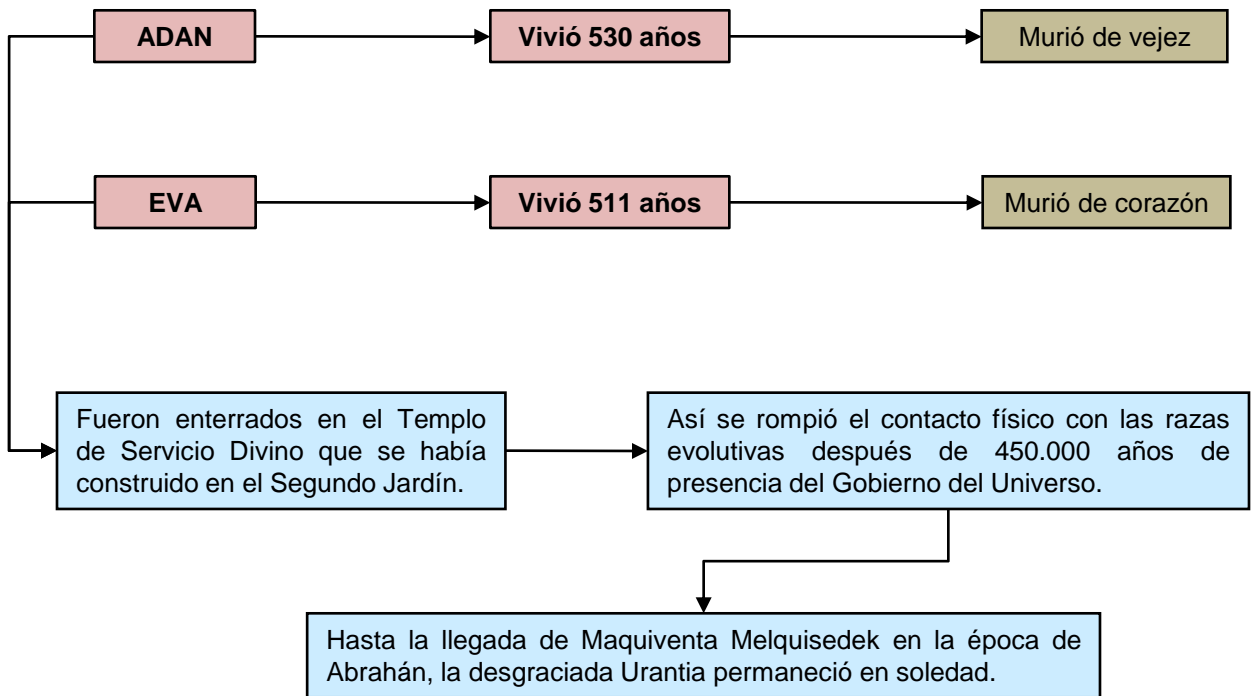 ADAN
Vivió 530 años
Murió de vejez
EVA
Vivió 511 años
Murió de corazón
Fueron enterrados en el Templo
de Servicio Divino que se había
construido en el Segundo Jardín.
Así se rompió el contacto físico con las razas
evolutivas después de 450.000 años de
presencia del Gobierno del Universo.
Hasta la llegada de Maquiventa Melquisedek en la época de
Abrahán, la desgraciada Urantia permaneció en soledad.